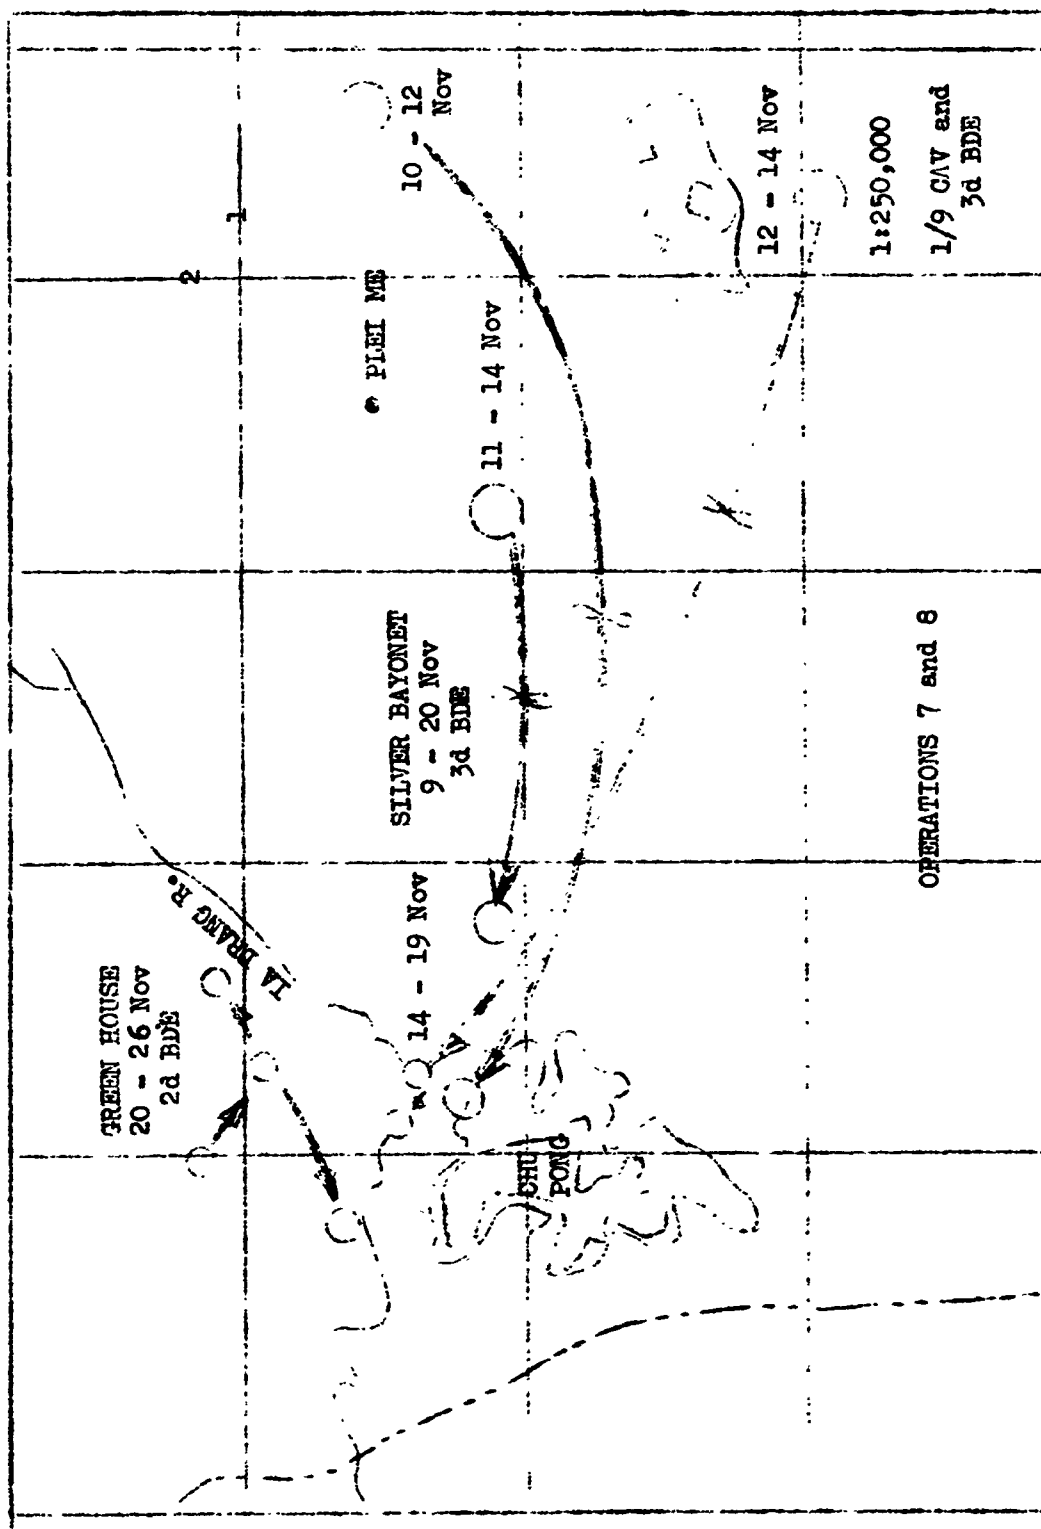 GREEN HOUSE
20 - 26 Nov
2d BDE
IA DRANG R.
2
1
10 - 12
Nov
PLEI ME
11 - 14 Nov
SILVER BAYONET
9 - 20 Nov
3d BDE
14 - 19 Nov
CHU
PONG
12 - 14 Nov
1:250,000
1/9 CAV and
3d BDE
OPERATIONS 7 and 8